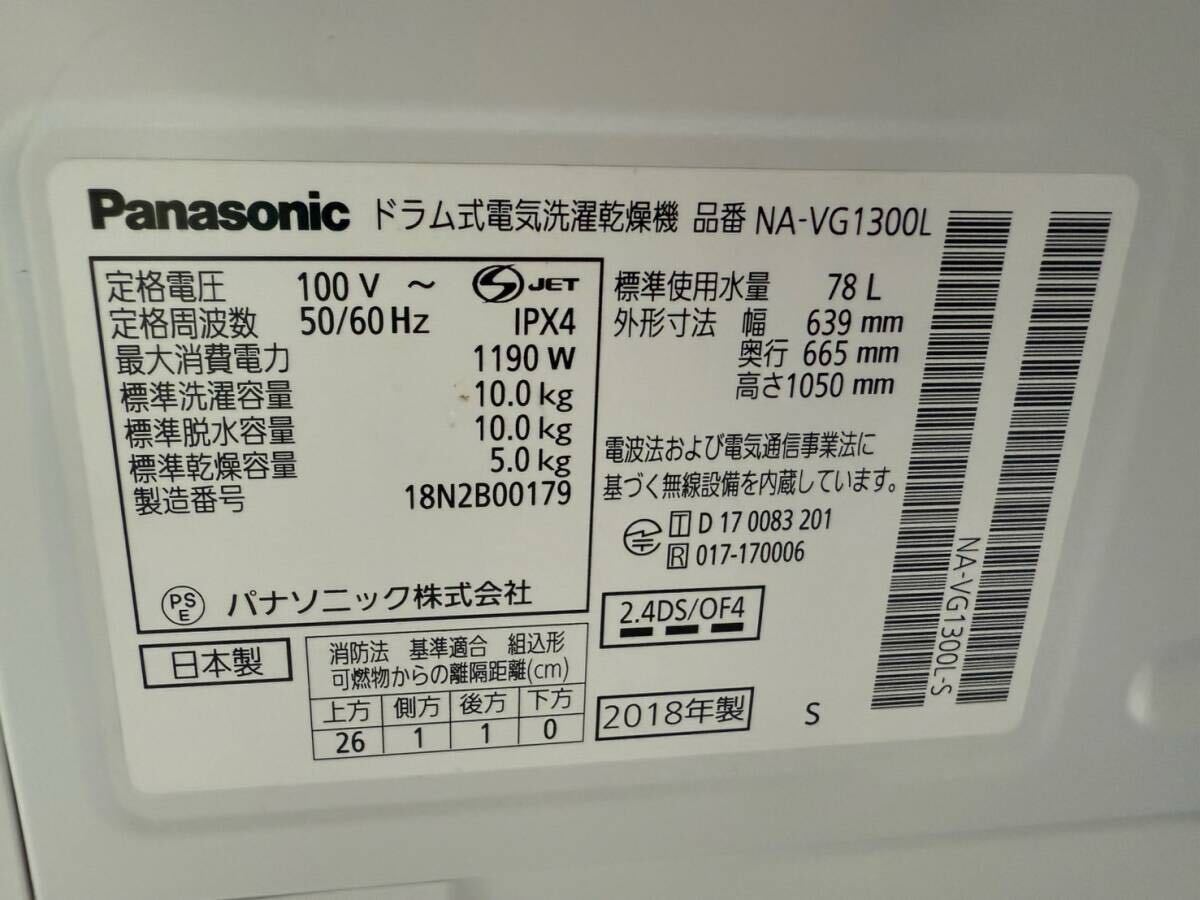 Panasonic ドラム式電気洗濯乾燥機 品番 NA-VG1300L
定格電圧 100 V ～ S JET
定格周波数 50/60 Hz IPX4
最大消費電力 1190 W
標準洗濯容量 10.0 kg
標準脱水容量 10.0 kg
標準乾燥容量 5.0 kg
製造番号 18N2B00179
PS E パナソニック株式会社
日本製
消防法 基準適合 組込形
可燃物からの離隔距離(cm)
上方 側方 後方 下方
26 1 1 0
標準使用水量 78 L
外形寸法 幅 639 mm
奥行 665 mm
高さ1050 mm
電波法および電気通信事業法に
基づく無線設備を内蔵しています。
T D 17 0083 201
R 017-170006
2.4DS/OF4
2018年製 S
NA-VG1300L-S